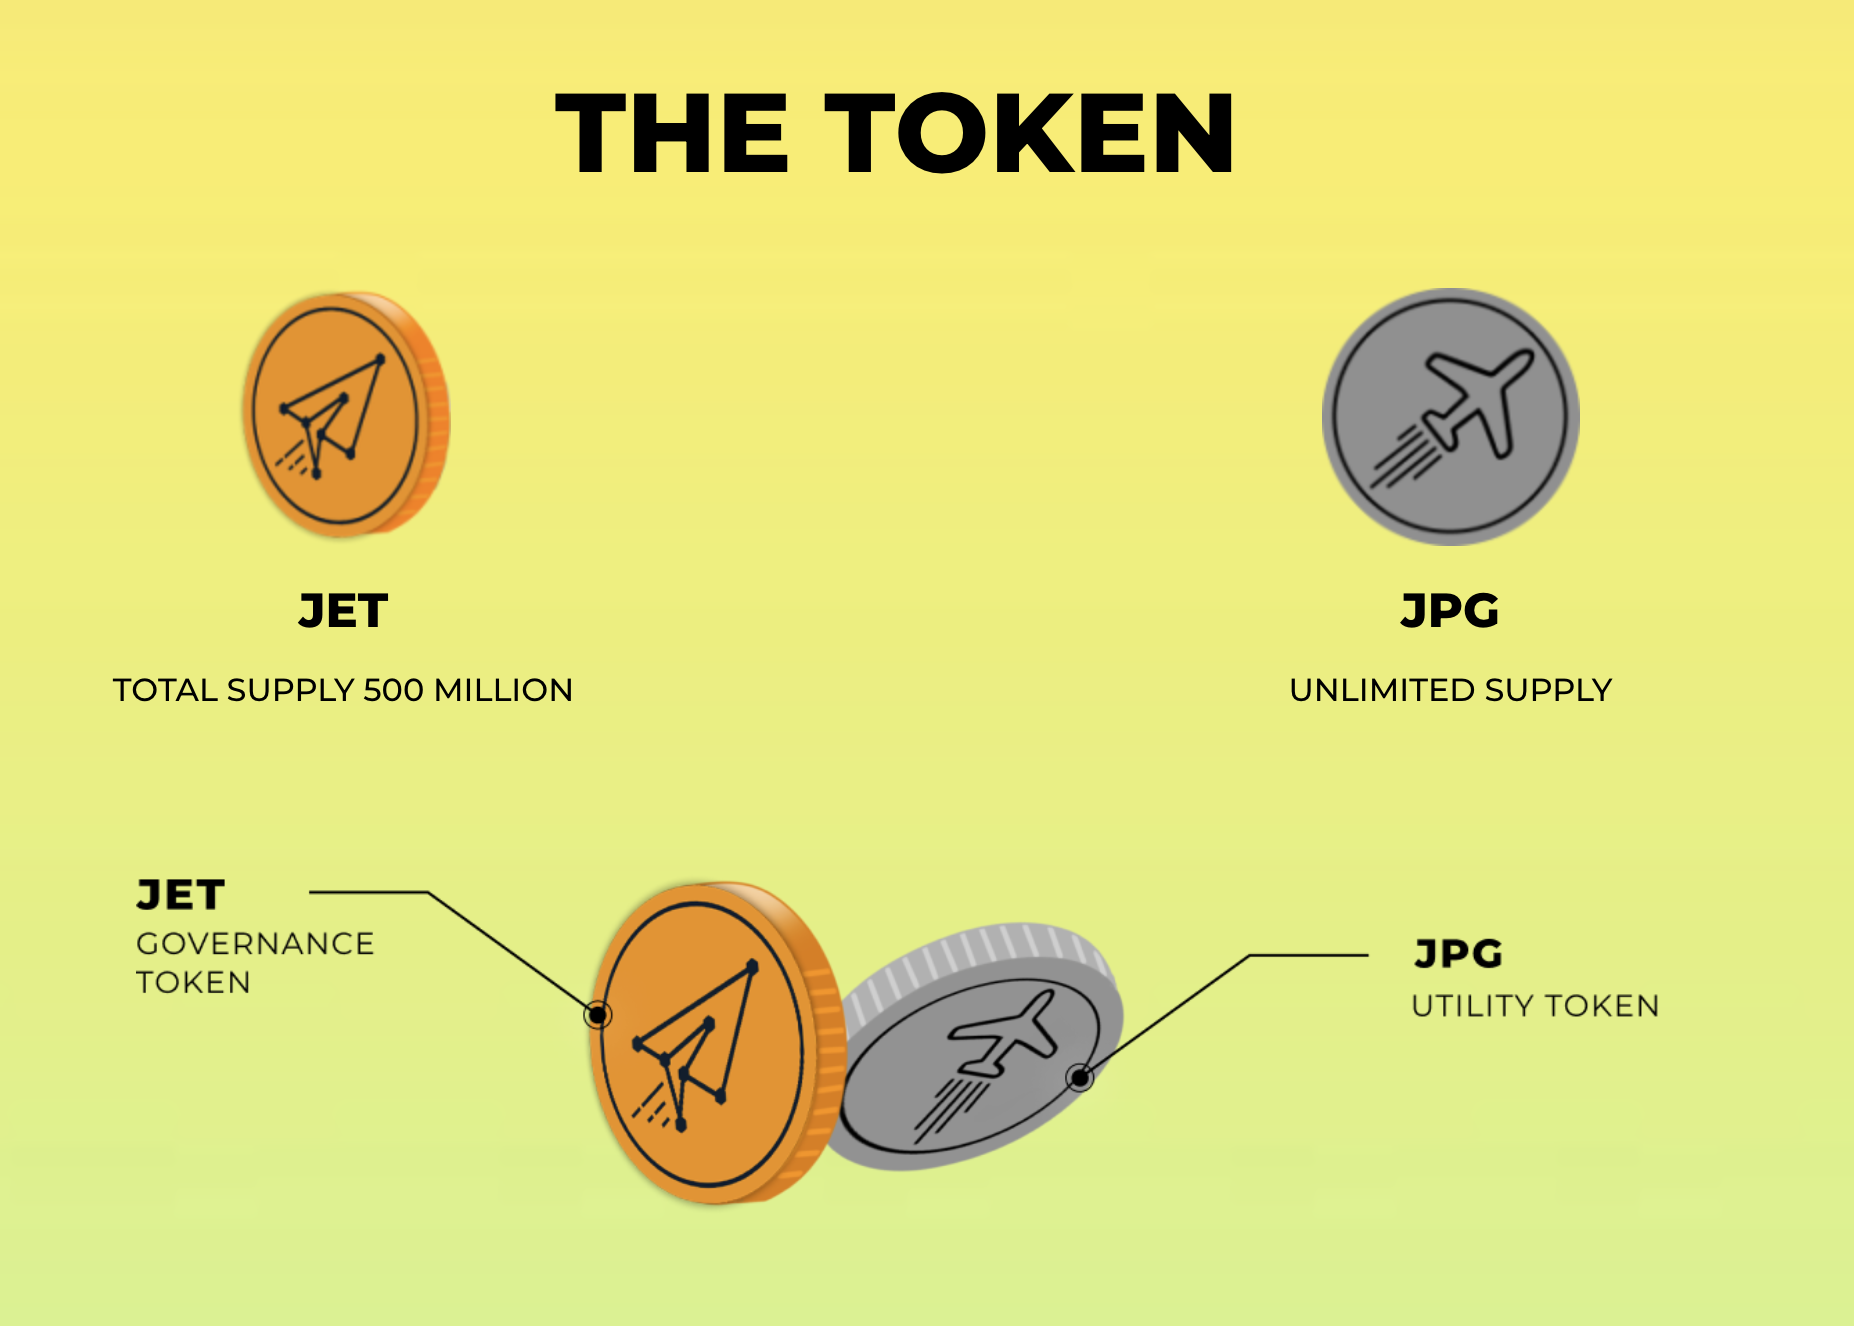 THE TOKEN
JET
TOTAL SUPPLY 500 MILLION
JPG
UNLIMITED SUPPLY
JET
GOVERNANCE
TOKEN
JPG
UTILITY TOKEN